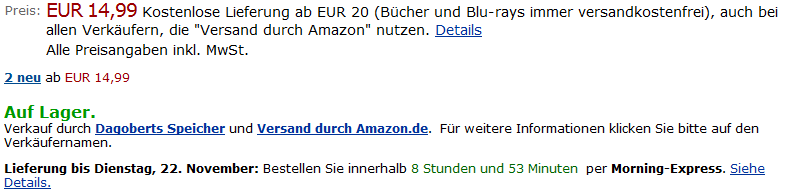 Preis: EUR 14,99 Kostenlose Lieferung ab EUR 20 (Bücher und Blu-rays immer versandkostenfrei), auch bei
allen Verkäufern, die "Versand durch Amazon" nutzen. Details
Alle Preisangaben inkl. MwSt.
2 neu ab EUR 14,99
Auf Lager.
Verkauf durch Dagoberts Speicher und Versand durch Amazon.de. Für weitere Informationen klicken Sie bitte auf den
Verkäufernamen.
Lieferung bis Dienstag, 22. November: Bestellen Sie innerhalb 8 Stunden und 53 Minuten per Morning-Express. Siehe
Details.